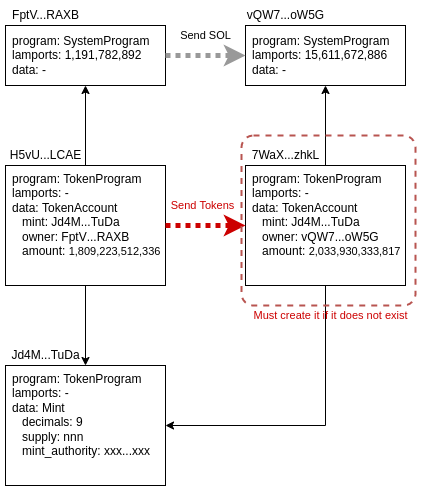 FptV...RAXB
program: SystemProgram
lamports: 1,191,782,892
data: -
Send SOL
vQW7...oW5G
program: SystemProgram
lamports: 15,611,672,886
data: -
H5vU...LCAE
program: TokenProgram
lamports: -
data: TokenAccount
mint: Jd4M...TuDa
owner: FptV...RAXB
amount: 1,809,223,512,336
Send Tokens
7WaX...zhkL
program: TokenProgram
lamports: -
data: TokenAccount
mint: Jd4M...TuDa
owner: vQW7...oW5G
amount: 2,033,930,333,817
Must create it if it does not exist
Jd4M...TuDa
program: TokenProgram
lamports: -
data: Mint
decimals: 9
supply: nnn
mint_authority: xxx...xxx